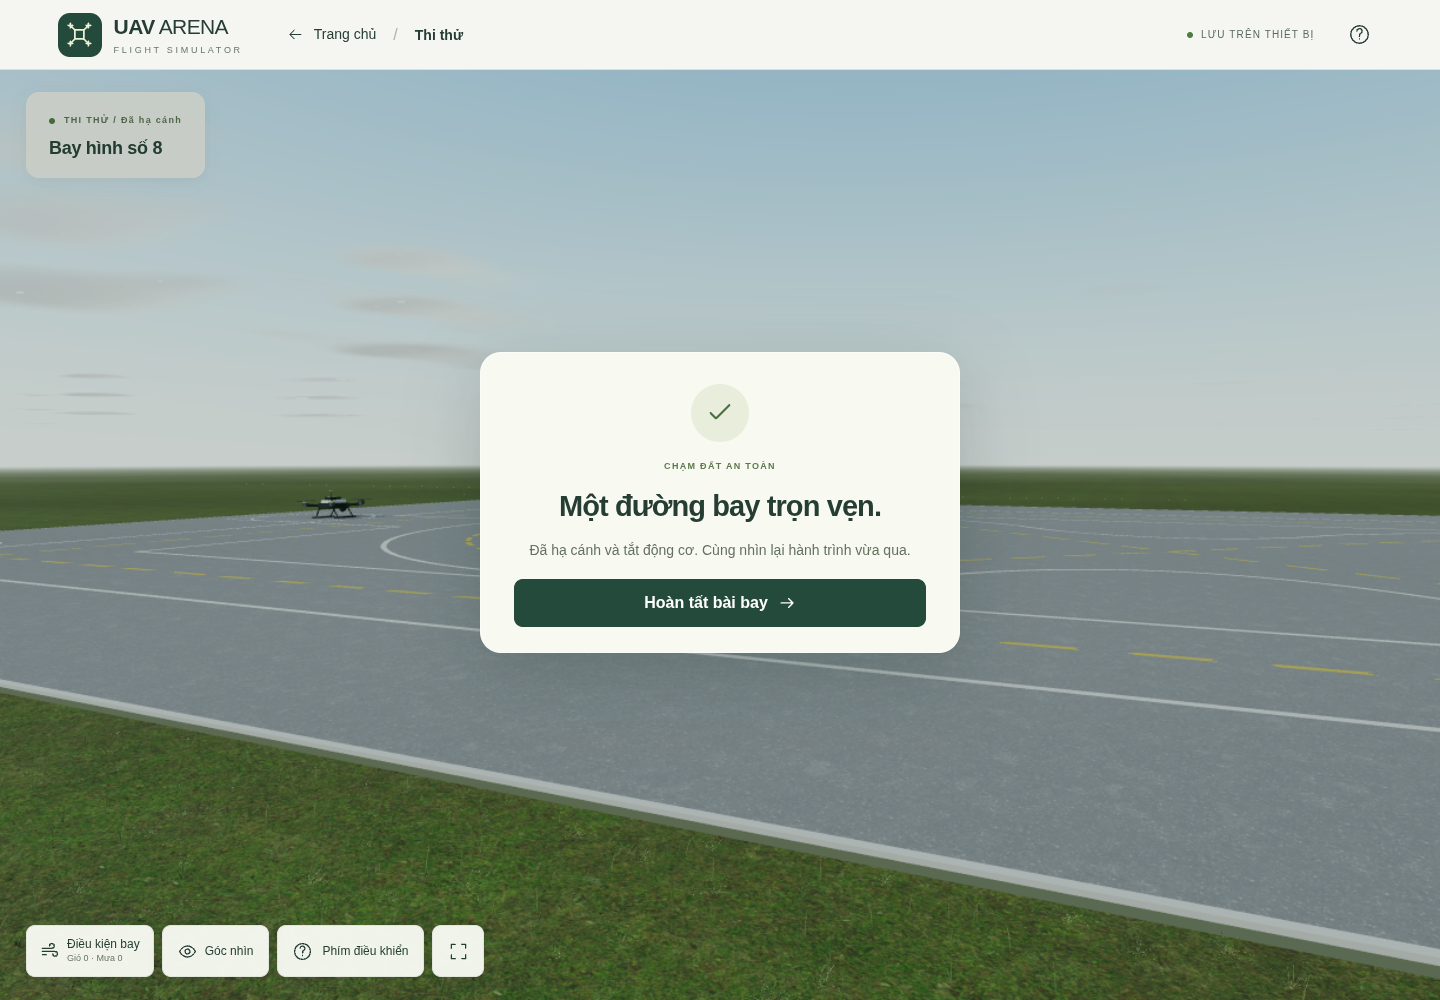 UAV ARENA
FLIGHT SIMULATOR
Trang chủ / Thi thử
LƯU TRÊN THIẾT BỊ
THI THỬ / Đã hạ cánh
Bay hình số 8
CHẠM ĐẤT AN TOÀN
Một đường bay trọn vẹn.
Đã hạ cánh và tắt động cơ. Cùng nhìn lại hành trình vừa qua.
Hoàn tất bài bay
Điều kiện bay
Gió 0 · Mưa 0
Góc nhìn
Phím điều khiển